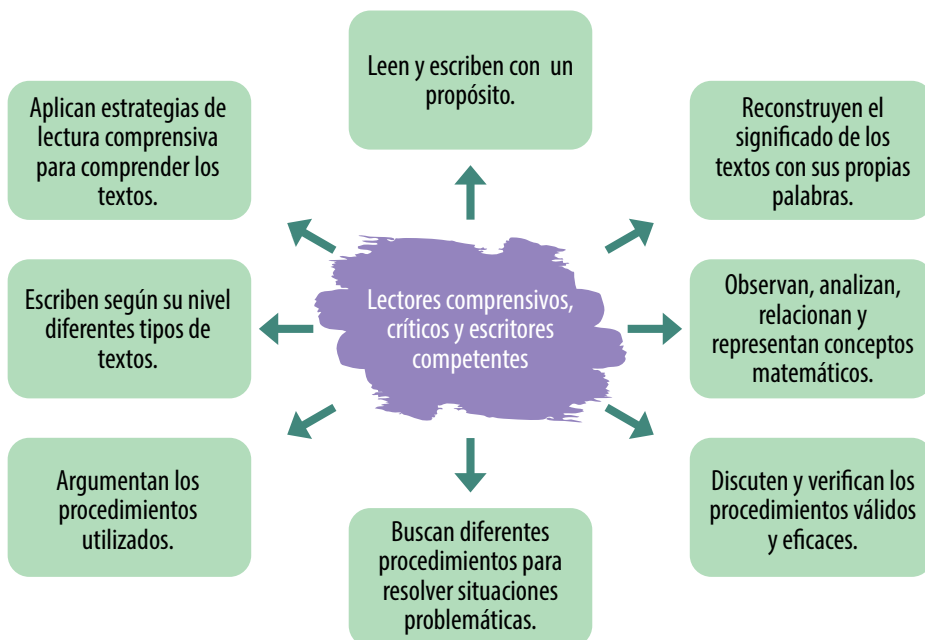 Leen y escriben con un
propósito.
Aplican estrategias de
lectura comprensiva
para comprender los
textos.
Reconstruyen el
significado de los
textos con sus propias
palabras.
Escriben según su nivel
diferentes tipos de
textos.
Lectores comprensivos,
críticos y escritores
competentes
Observan, analizan,
relacionan y
representan conceptos
matemáticos.
Argumentan los
procedimientos
utilizados.
Buscan diferentes
procedimientos para
resolver situaciones
problemáticas.
Discuten y verifican los
procedimientos válidos
y eficaces.